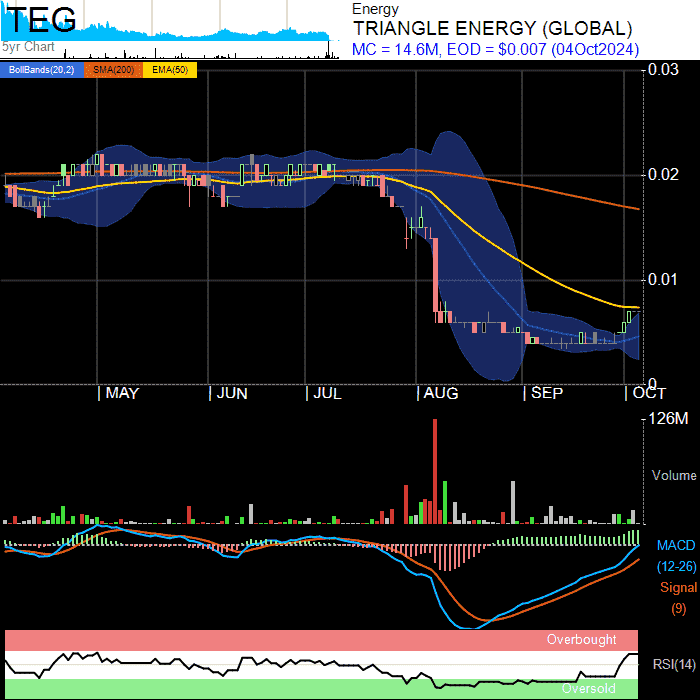 TEG
5yr Chart
Energy
TRIANGLE ENERGY (GLOBAL)
MC = 14.6M, EOD = $0.007 (04Oct2024)
BollBands(20,2) SMA(200) EMA(50)
0.03
0.02
0.01
0
MAY JUN JUL AUG SEP OCT
126M
Volume
MACD
(12-26)
Signal
(9)
Overbought
RSI(14)
Oversold